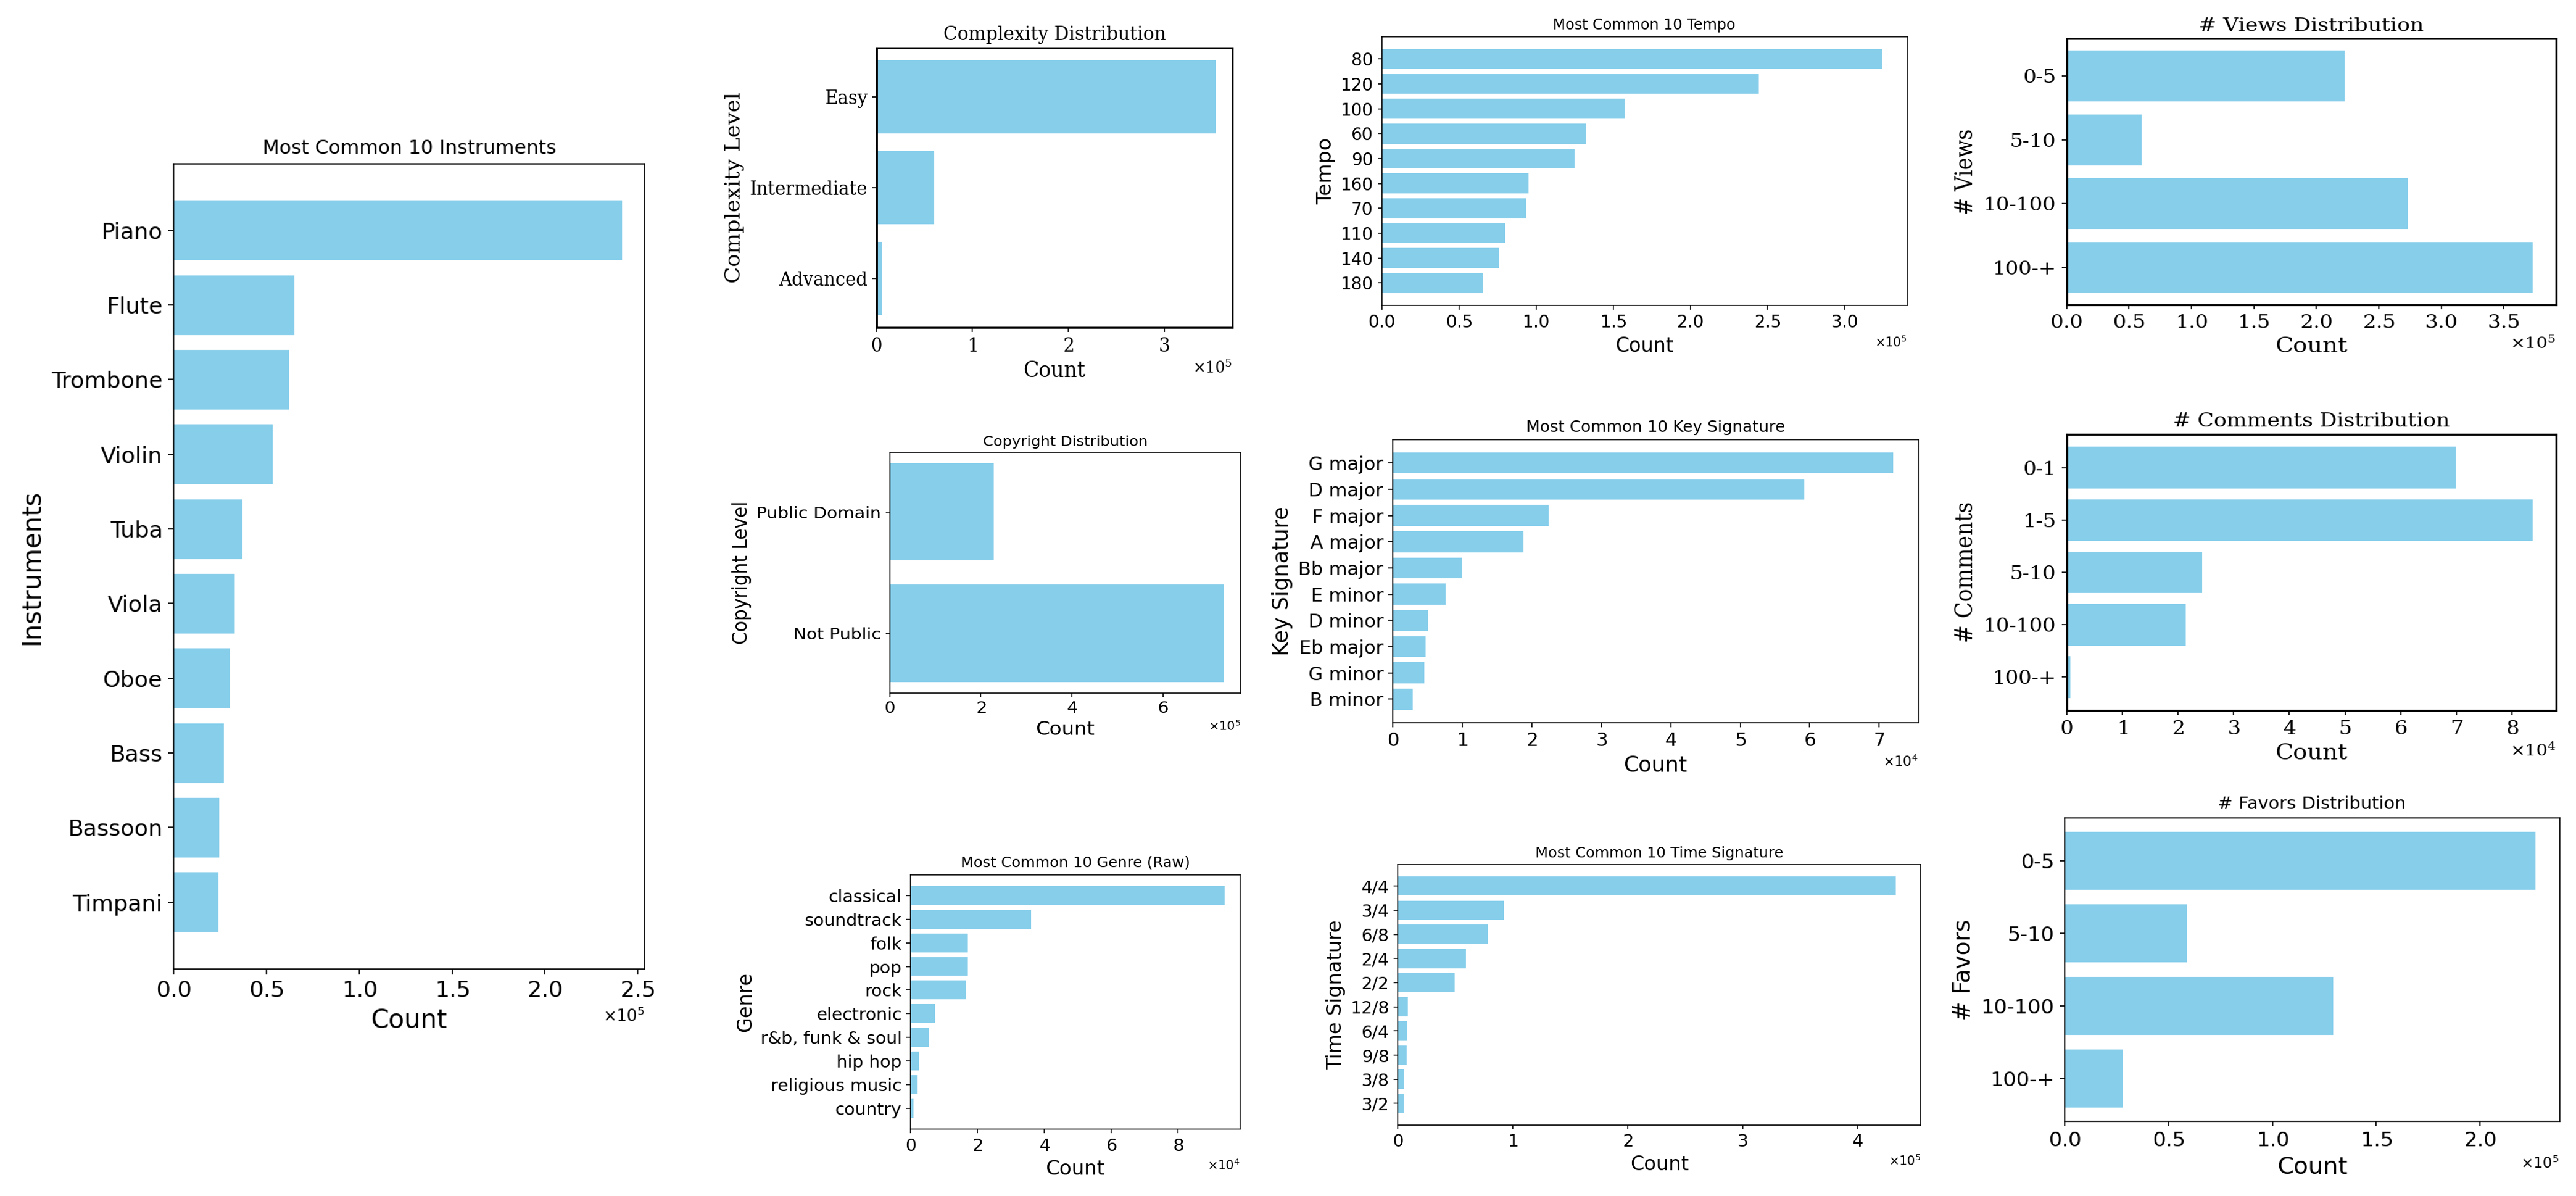 Most Common 10 Instruments
Instruments
Piano
Flute
Trombone
Violin
Tuba
Viola
Oboe
Bass
Bassoon
Timpani
0.0 0.5 1.0 1.5 2.0 2.5
Count
×10⁵
Complexity Distribution
Complexity Level
Easy
Intermediate
Advanced
0 1 2 3
Count
×10⁵
Copyright Distribution
Copyright Level
Public Domain
Not Public
0 2 4 6
Count
×10⁵
Most Common 10 Genre (Raw)
Genre
classical
soundtrack
folk
pop
rock
electronic
r&b, funk & soul
hip hop
religious music
country
0 2 4 6 8
Count
×10⁴
Most Common 10 Tempo
Tempo
80
120
100
60
90
160
70
110
140
180
0.0 0.5 1.0 1.5 2.0 2.5 3.0
Count
×10⁵
Most Common 10 Key Signature
Key Signature
G major
D major
F major
A major
Bb major
E minor
D minor
Eb major
G minor
B minor
0 1 2 3 4 5 6 7
Count
×10⁴
Most Common 10 Time Signature
Time Signature
4/4
3/4
6/8
2/4
2/2
12/8
6/4
9/8
3/8
3/2
0 1 2 3 4
Count
×10⁵
# Views Distribution
# Views
0-5
5-10
10-100
100-+
0.0 0.5 1.0 1.5 2.0 2.5 3.0 3.5
Count
×10⁵
# Comments Distribution
# Comments
0-1
1-5
5-10
10-100
100-+
0 1 2 3 4 5 6 7 8
Count
×10⁴
# Favors Distribution
# Favors
0-5
5-10
10-100
100-+
0.0 0.5 1.0 1.5 2.0
Count
×10⁵